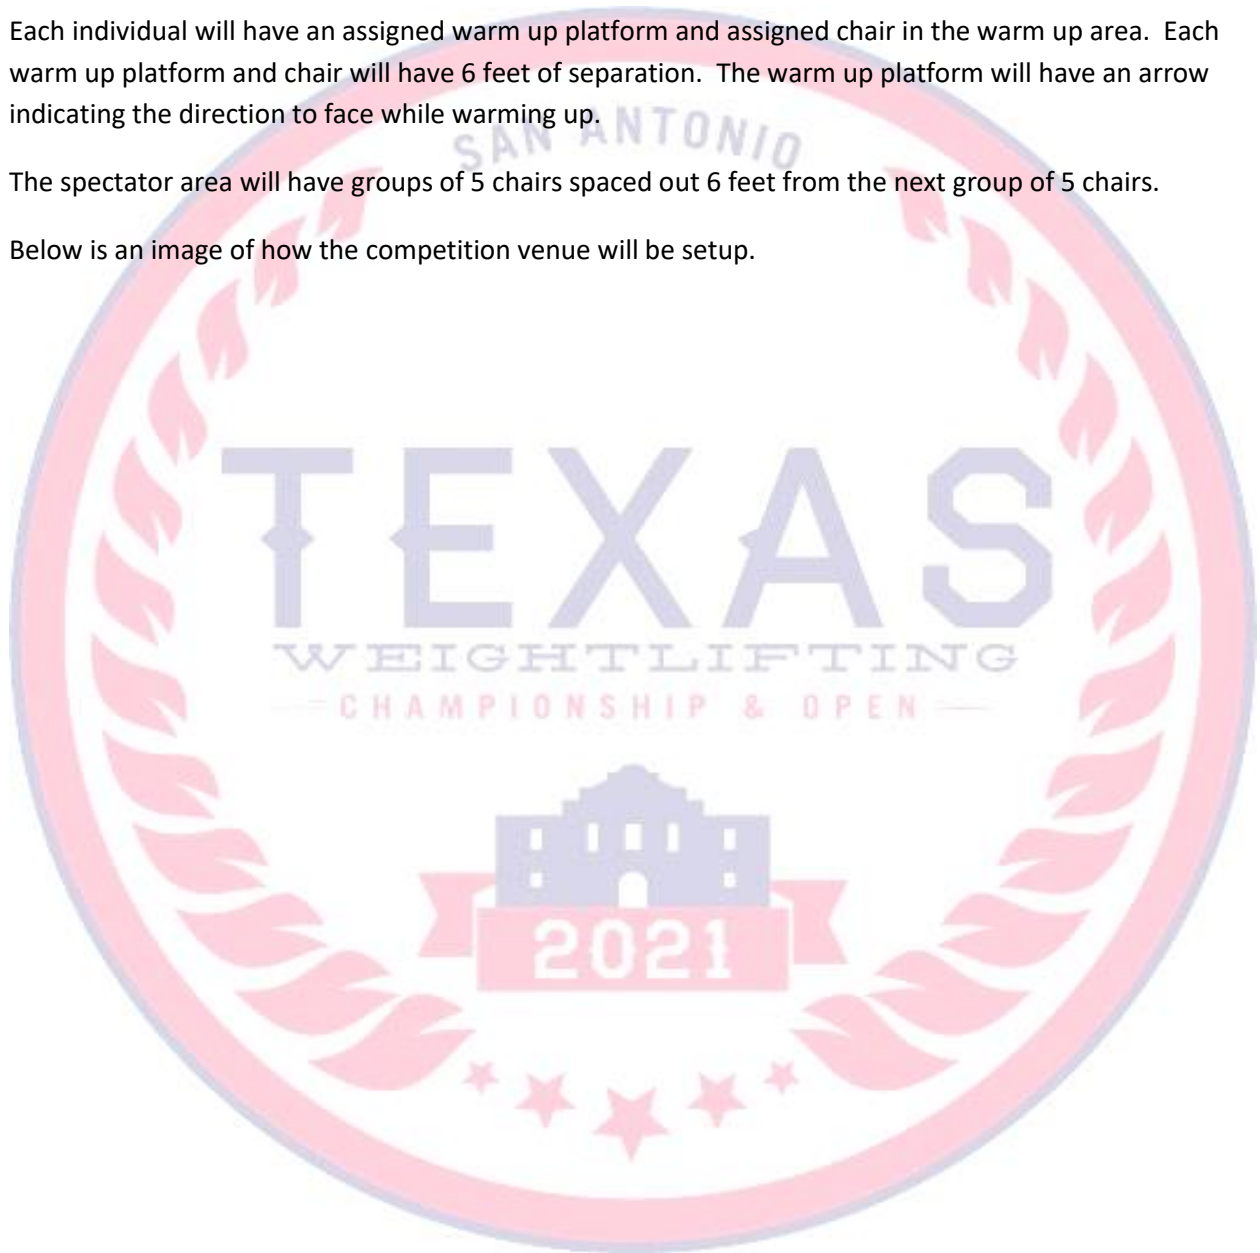 Each individual will have an assigned warm up platform and assigned chair in the warm up area.  Each
warm up platform and chair will have 6 feet of separation.  The warm up platform will have an arrow
indicating the direction to face while warming up.
The spectator area will have groups of 5 chairs spaced out 6 feet from the next group of 5 chairs.
Below is an image of how the competition venue will be setup.
SAN ANTONIO
TEXAS
WEIGHTLIFTING
CHAMPIONSHIP & OPEN
2021